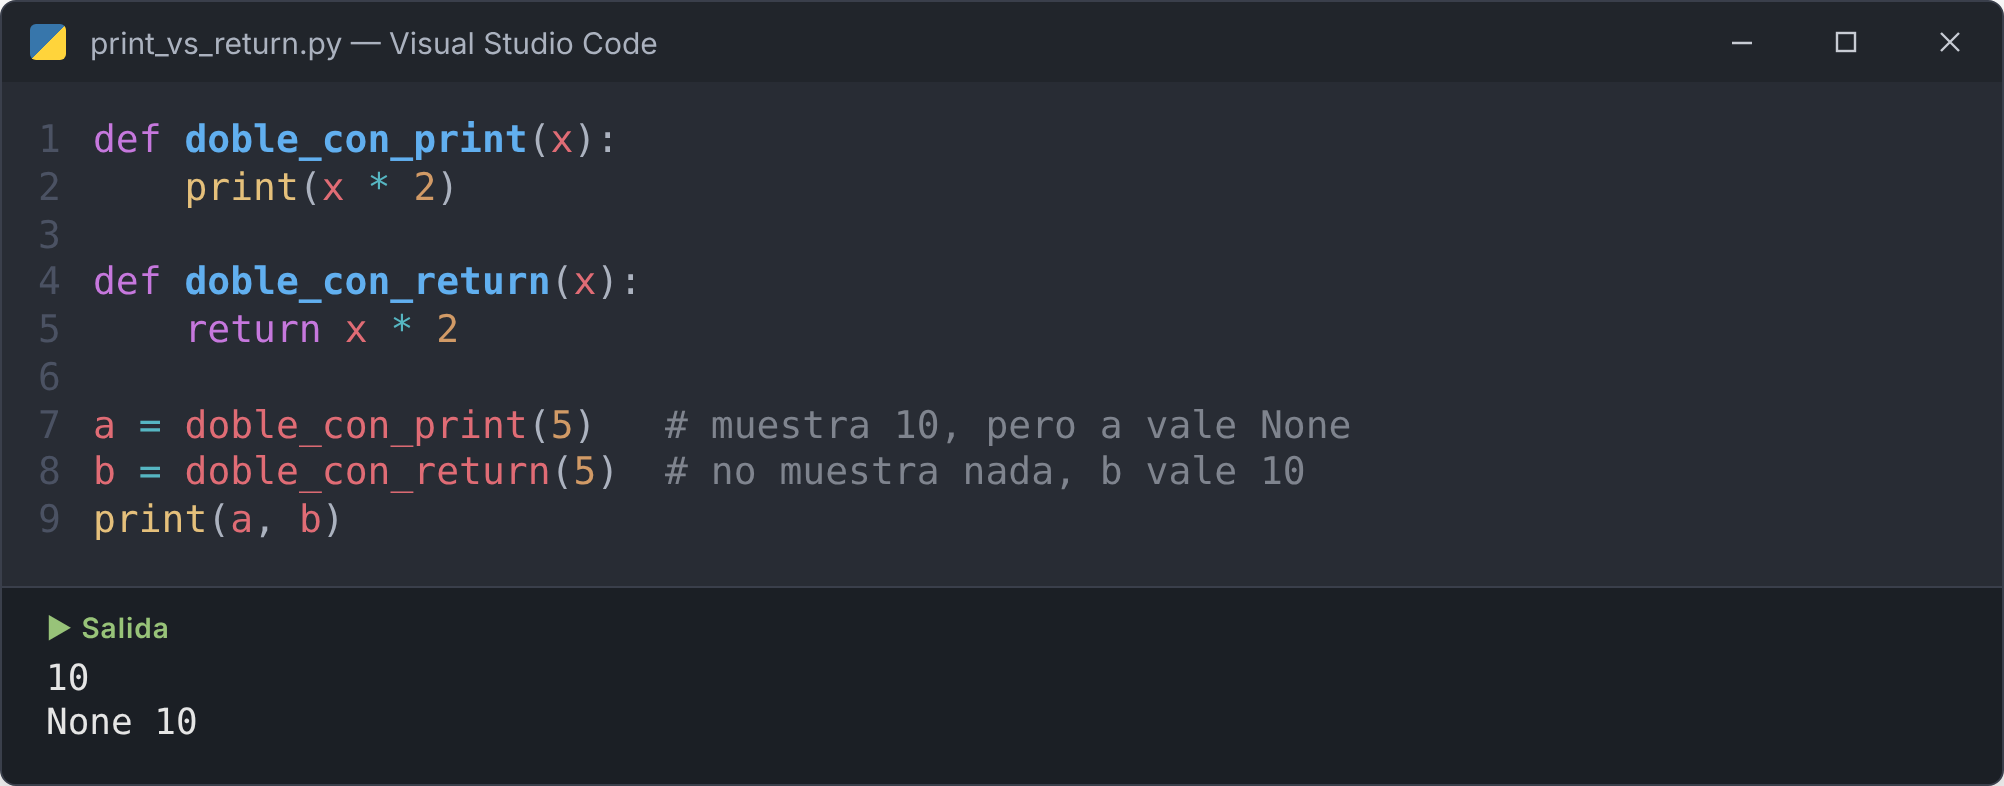 print_vs_return.py — Visual Studio Code
1 def doble_con_print(x):
2     print(x * 2)
3
4 def doble_con_return(x):
5     return x * 2
6
7 a = doble_con_print(5)   # muestra 10, pero a vale None
8 b = doble_con_return(5)  # no muestra nada, b vale 10
9 print(a, b)
▶ Salida
10
None 10